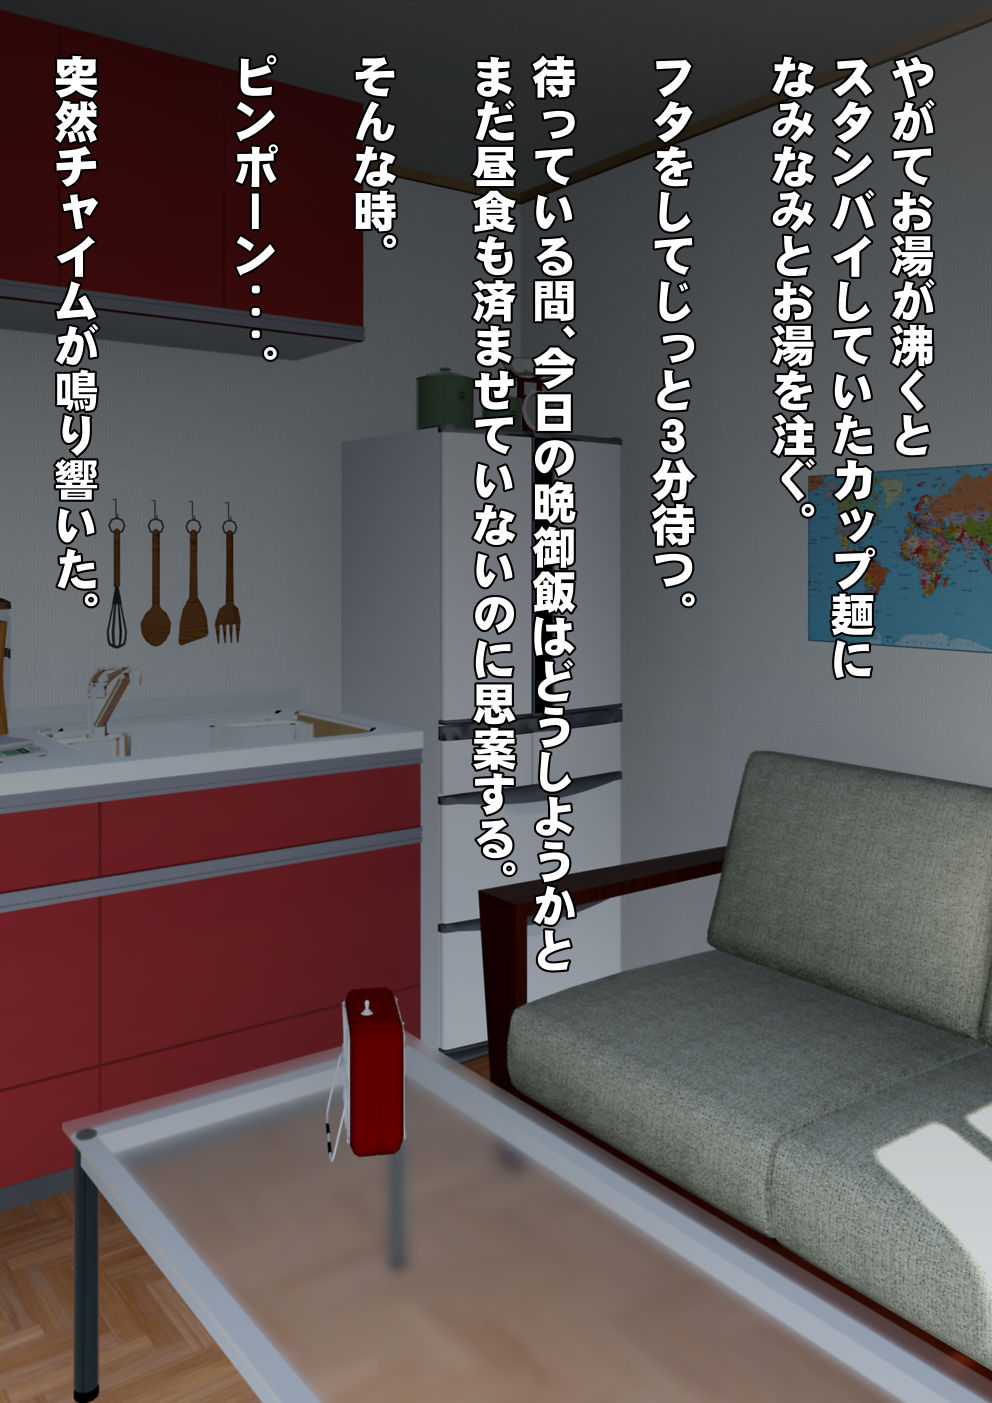 やがてお湯が沸くと
スタンバイしていたカップ麺に
なみなみとお湯を注ぐ。
フタをしてじっと3分待つ。
待っている間、今日の晩御飯はどうしようかと
まだ昼食も済ませていないのに思案する。
そんな時。
ピンポーン･･･。
突然チャイムが鳴り響いた。